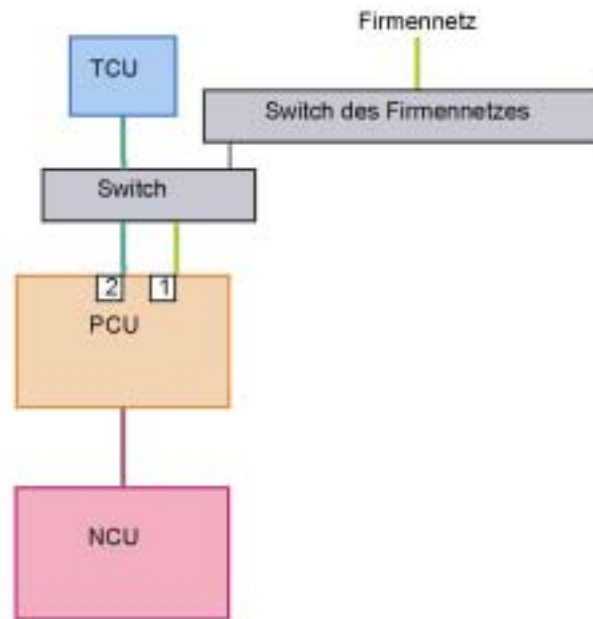 Firmennetz
TCU
Switch des Firmennetzes
Switch
2 1
PCU
NCU